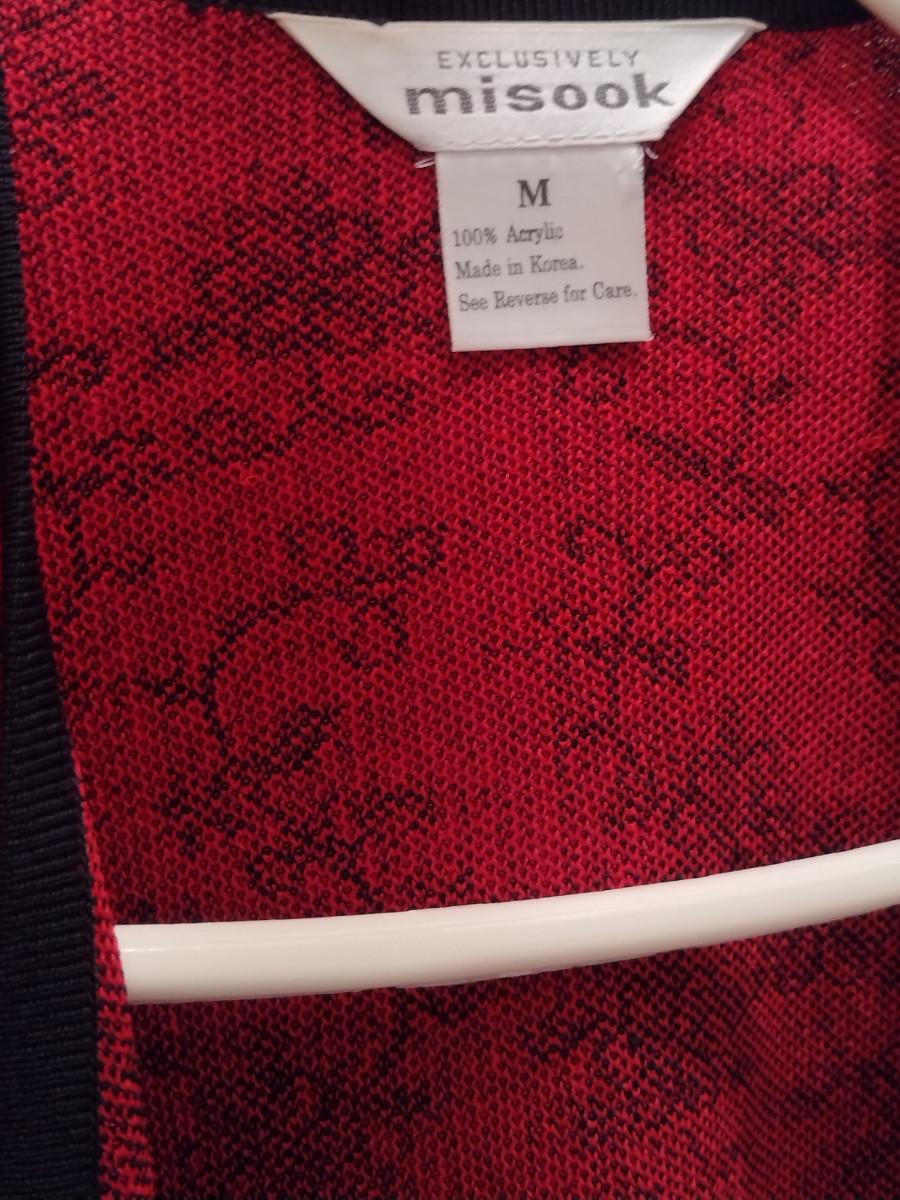 EXCLUSIVELY
misook
M
100% Acrylic
Made in Korea.
See Reverse for Care.